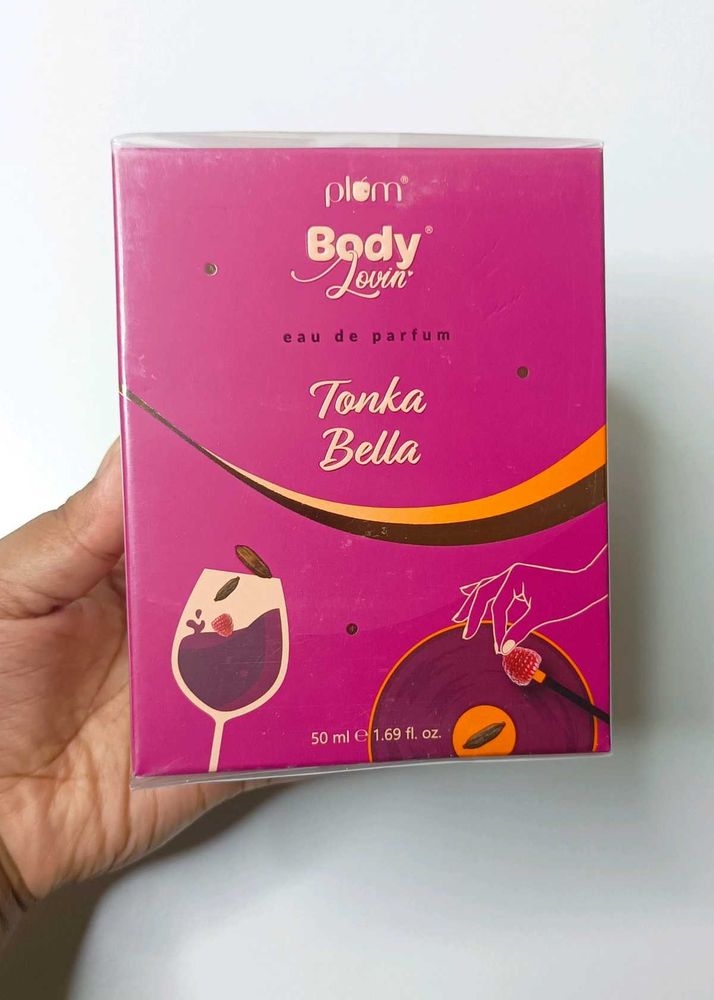 plum®
Body®
Lovin'
eau de parfum
Tonka
Bella
50 ml ℮ 1.69 fl. oz.